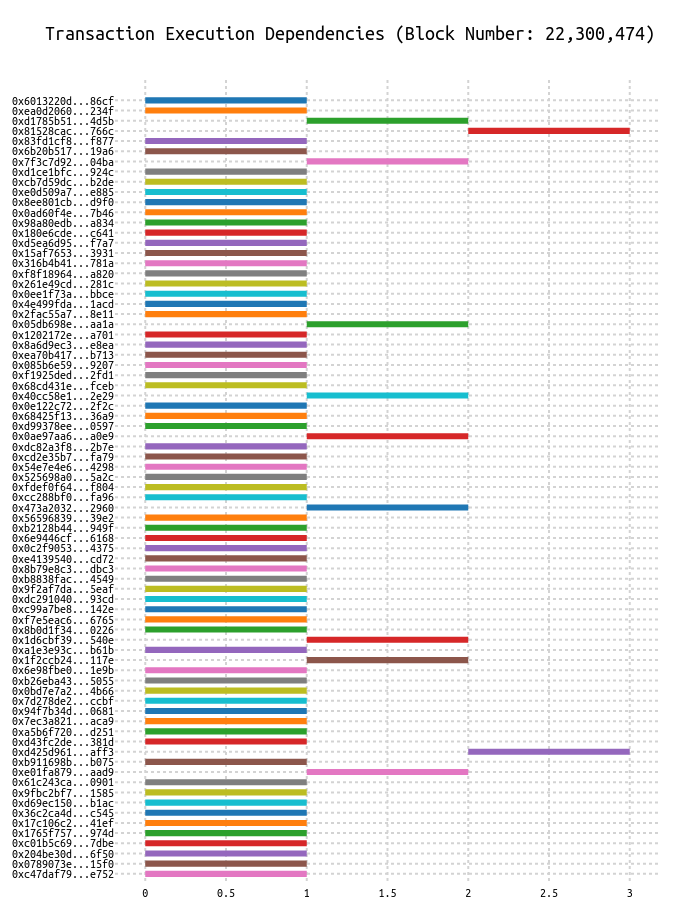 Transaction Execution Dependencies (Block Number: 22,300,474)
0x6013220d...86cf
0xea0d2060...234f
0xd1785b51...4d5b
0x81528cac...766c
0x83fd1cf8...f877
0x6b20b517...19a6
0x7f3c7d92...04ba
0xd1ce1bfc...924c
0xcb7d59dc...b2de
0xe0d509a7...e885
0x8ee801cb...d9f0
0x0ad60f4e...7b46
0x98a80edb...a834
0x180e6cde...c641
0xd5ea6d95...f7a7
0x15af7653...3931
0x316b4b41...781a
0xf8f18964...a820
0x261e49cd...281c
0x0ee1f73a...bbce
0x4e499fda...1acd
0x2fac55a7...8e11
0x05db698e...aa1a
0x1202172e...a701
0x8a6d9ec3...e8ea
0xea70b417...b713
0x085b6e59...9207
0xf1925ded...2fd1
0x68cd431e...fceb
0x40cc58e1...2e29
0x0e122c72...2f2c
0x68425f13...36a9
0xd99378ee...0597
0x0ae97aa6...a0e9
0xdc82a3f8...2b7e
0xcd2e35b7...fa79
0x54e7e4e6...4298
0x525698a0...5a2c
0xfdef0f64...f804
0xcc288bf0...fa96
0x473a2032...2960
0x56596839...39e2
0xb2128b44...949f
0x6e9446cf...6168
0x0c2f9053...4375
0xe4139540...cd72
0x8b79e8c3...dbc3
0xb8838fac...4549
0x9f2af7da...5eaf
0xdc291040...93cd
0xc99a7be8...142e
0xf7e5eac6...6765
0x8b0d1f34...0226
0x1d6cbf39...540e
0xa1e3e93c...b61b
0x1f2ccb24...117e
0x6e98fbe0...1e9b
0xb26eba43...5055
0x0bd7e7a2...4b66
0x7d278de2...ccbf
0x94f7b34d...0681
0x7ec3a821...aca9
0xa5b6f720...d251
0xd43fc2de...381d
0xd425d961...aff3
0xb911698b...b075
0xe01fa879...aad9
0x61c243ca...0901
0x9fbc2bf7...1585
0xd69ec150...b1ac
0x36c2ca4d...c545
0x17c106c2...41ef
0x1765f757...974d
0xc01b5c69...7dbe
0x204be30d...6f50
0x0789073e...15f0
0xc47daf79...e752
0 0.5 1 1.5 2 2.5 3